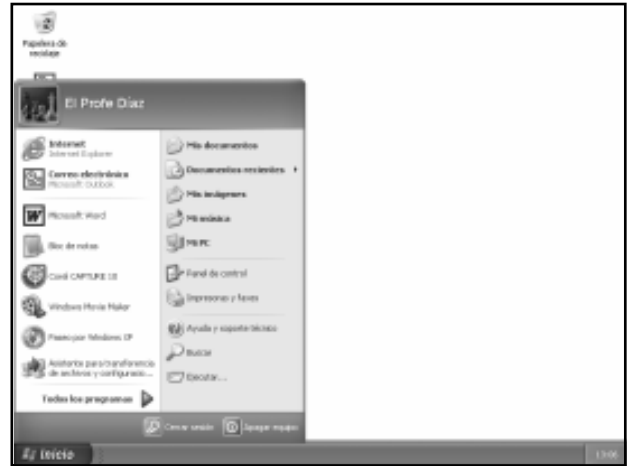 Papelera de
reciclaje
El Profe Díaz
Internet
Internet Explorer
Correo electrónico
Microsoft Outlook
Microsoft Word
Bloc de notas
Corel CAPTURE 10
Windows Movie Maker
Paseo por Windows XP
Asistente para transferencia
de archivos y configuracio...
Todos los programas
Mis documentos
Documentos recientes
Mis imágenes
Mi música
Mi PC
Panel de control
Impresoras y faxes
Ayuda y soporte técnico
Buscar
Ejecutar...
Cerrar sesión
Apagar equipo
Inicio